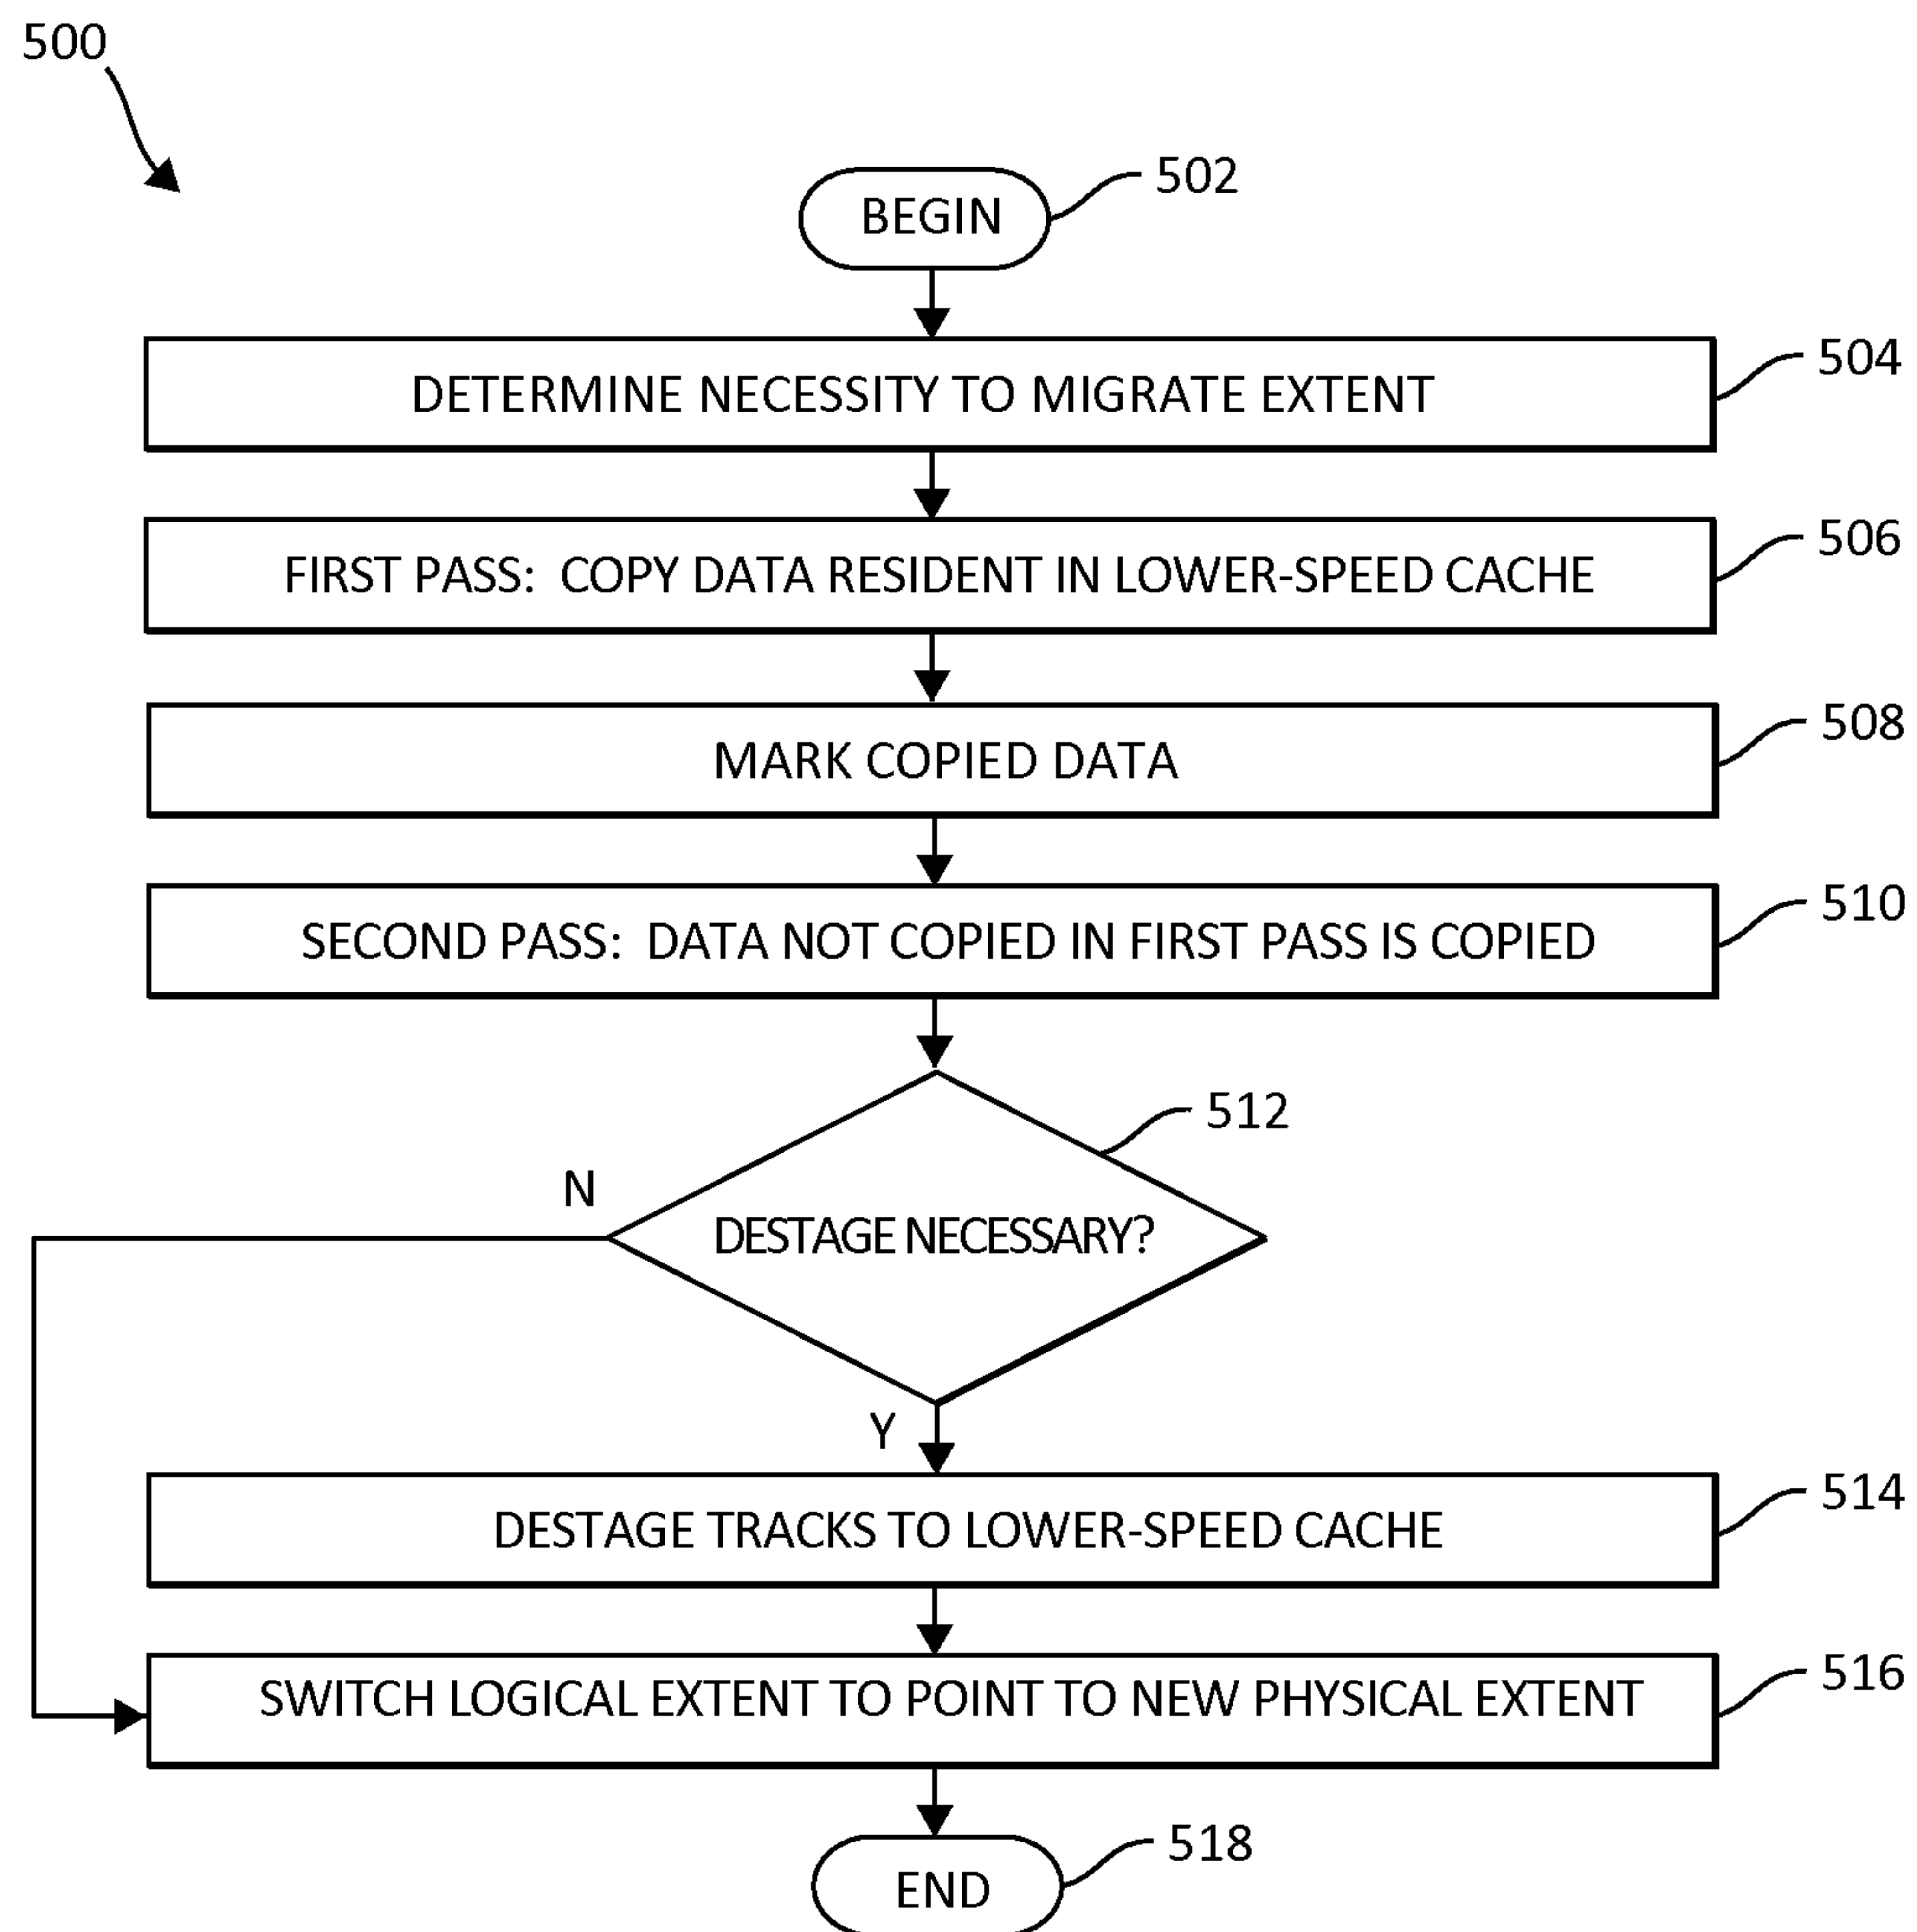 500
BEGIN
502
DETERMINE NECESSITY TO MIGRATE EXTENT
504
FIRST PASS: COPY DATA RESIDENT IN LOWER-SPEED CACHE
506
MARK COPIED DATA
508
SECOND PASS: DATA NOT COPIED IN FIRST PASS IS COPIED
510
512
N
DESTAGE NECESSARY?
Y
DESTAGE TRACKS TO LOWER-SPEED CACHE
514
SWITCH LOGICAL EXTENT TO POINT TO NEW PHYSICAL EXTENT
516
END
518